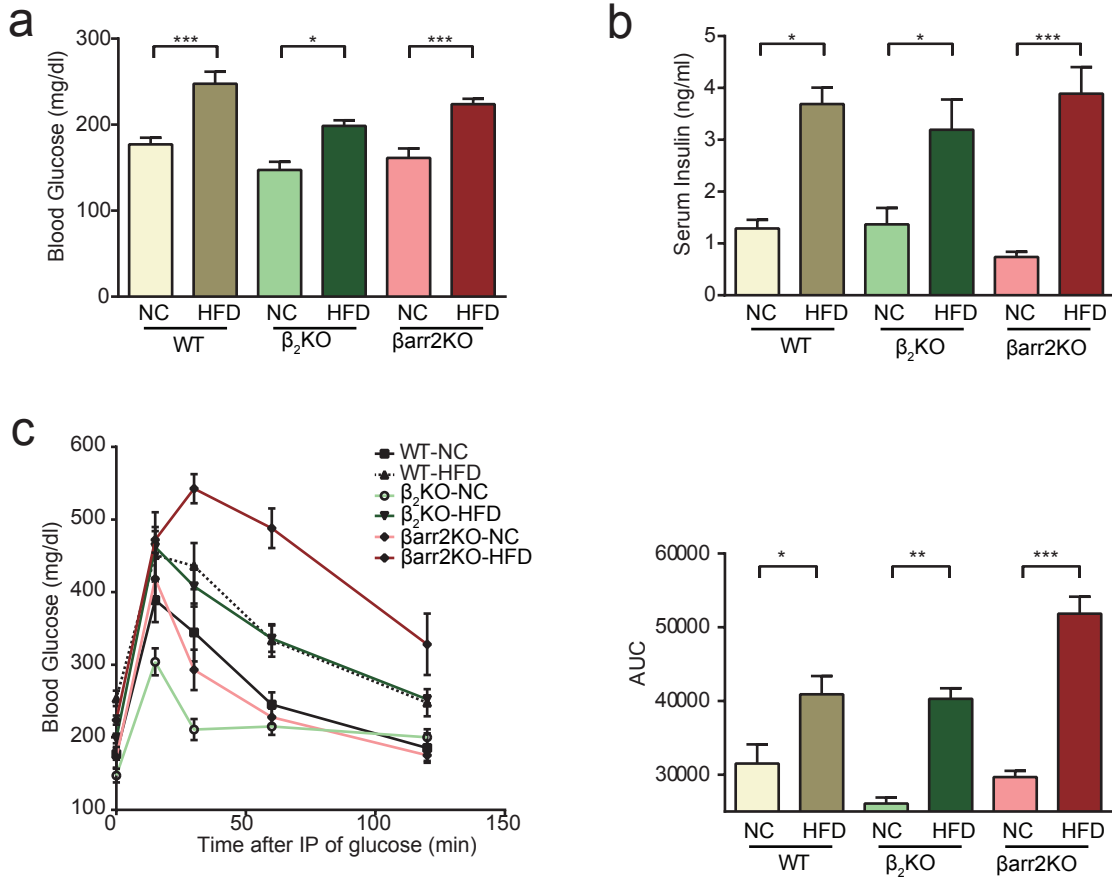 a
Blood Glucose (mg/dl)
300
200
100
0
***
*
***
NC HFD NC HFD NC HFD
WT β₂KO βarr2KO
b
Serum Insulin (ng/ml)
5
4
3
2
1
0
*
*
***
NC HFD NC HFD NC HFD
WT β₂KO βarr2KO
c
Blood Glucose (mg/dl)
600
500
400
300
200
100
0 50 100 150
Time after IP of glucose (min)
WT-NC
WT-HFD
β₂KO-NC
β₂KO-HFD
βarr2KO-NC
βarr2KO-HFD
AUC
60000
50000
40000
30000
*
**
***
NC HFD NC HFD NC HFD
WT β₂KO βarr2KO